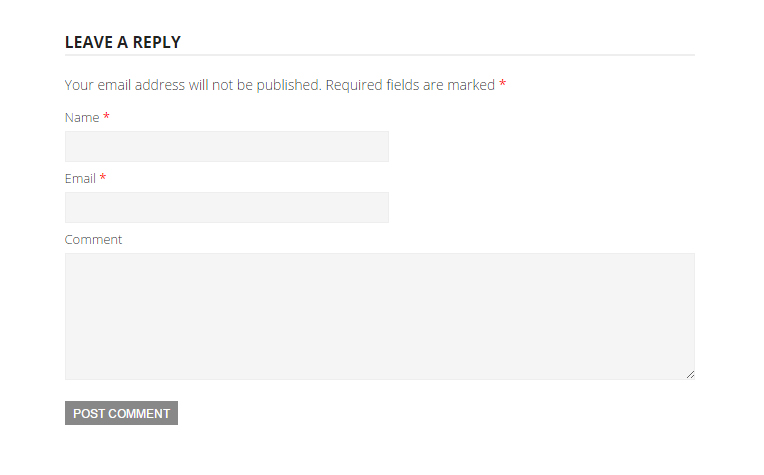 LEAVE A REPLY
Your email address will not be published. Required fields are marked *
Name *
Email *
Comment
POST COMMENT